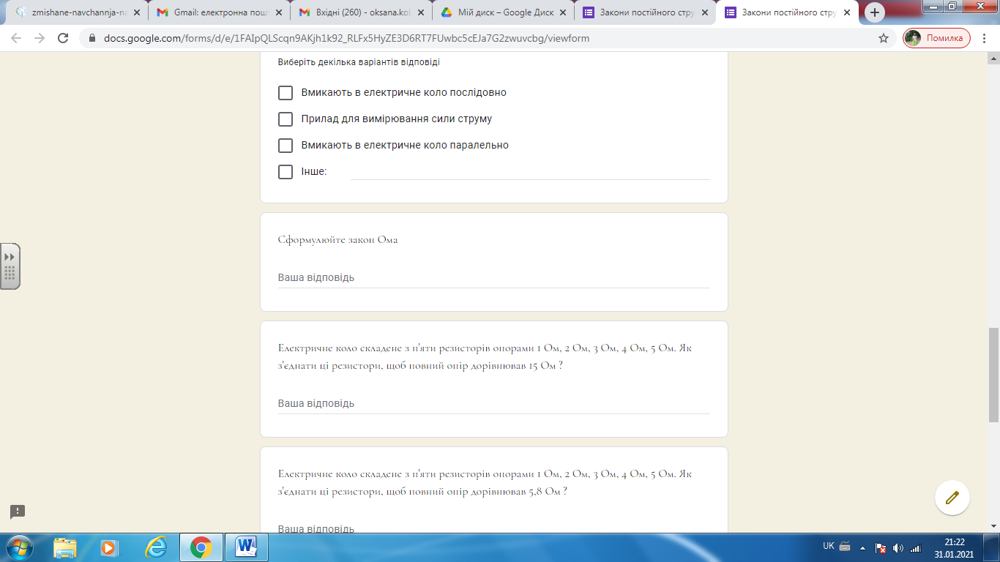 zmishane-navchannja-na
Gmail: електронна пошт
Вхідні (260) - oksana.kob
Мій диск – Google Диск
Закони постійного стру
Закони постійного стру
docs.google.com/forms/d/e/1FAIpQLScqn9AKjh1k92_RLFx5HyZE3D6RT7FUwbc5cEJa7G2zwuvcbg/viewform
Помилка
Виберіть декілька варіантів відповіді
Вмикають в електричне коло послідовно
Прилад для вимірювання сили струму
Вмикають в електричне коло паралельно
Інше:
Сформулюйте закон Ома
Ваша відповідь
Електричне коло складене з п'яти резисторів опорами 1 Ом, 2 Ом, 3 Ом, 4 Ом, 5 Ом. Як
з'єднати ці резистори, щоб повний опір дорівнював 15 Ом ?
Ваша відповідь
Електричне коло складене з п'яти резисторів опорами 1 Ом, 2 Ом, 3 Ом, 4 Ом, 5 Ом. Як
з'єднати ці резистори, щоб повний опір дорівнював 5,8 Ом ?
Ваша відповідь
UK
21:22
31.01.2021